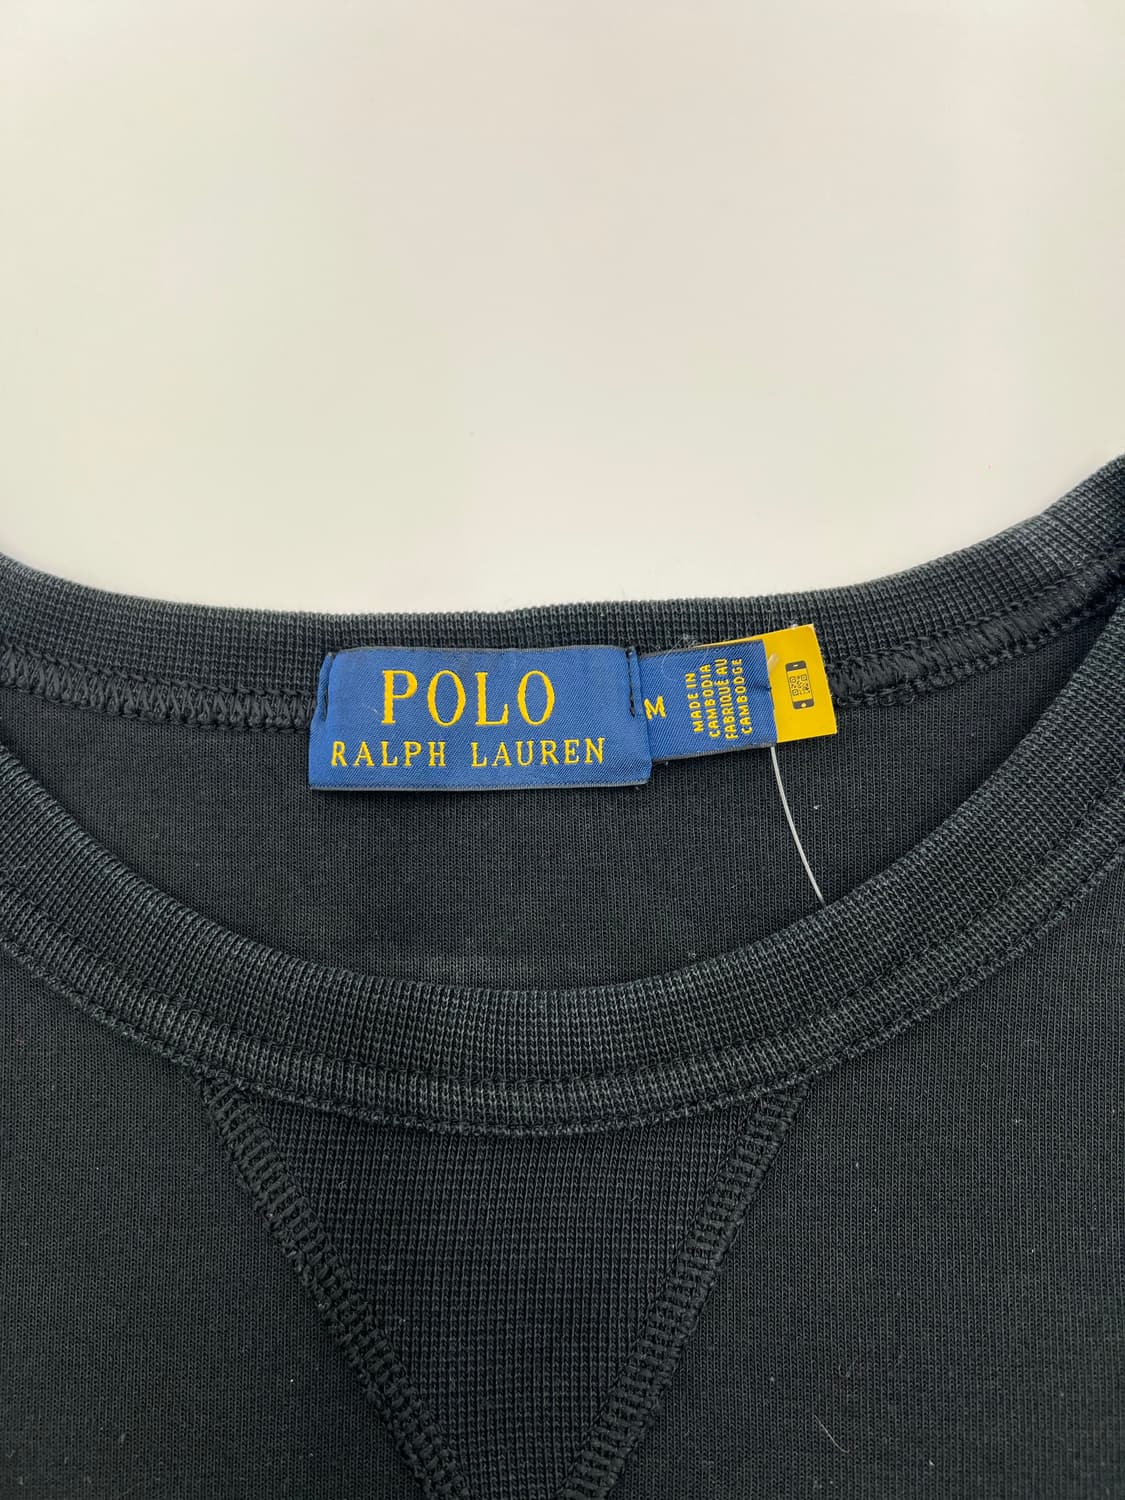 POLO
RALPH LAUREN
M
MADE IN
CAMBODIA
FABRIQUÉ AU
CAMBODGE